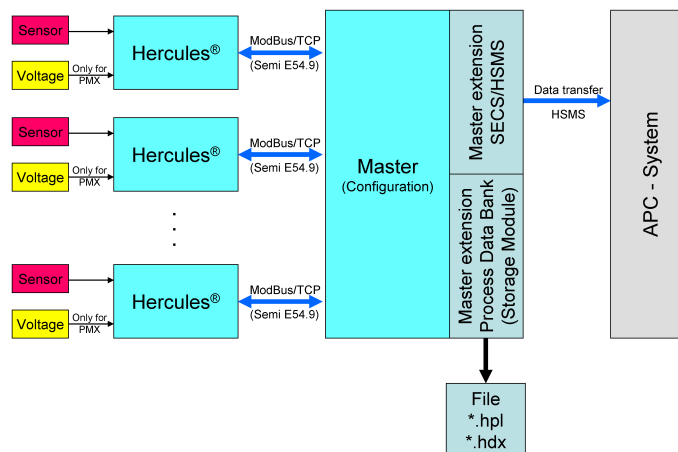 Sensor
Voltage
Only for
PMX
Hercules®
ModBus/TCP
(Semi E54.9)
Sensor
Voltage
Only for
PMX
Hercules®
ModBus/TCP
(Semi E54.9)
Sensor
Voltage
Only for
PMX
Hercules®
ModBus/TCP
(Semi E54.9)
Master
(Configuration)
Master extension
SECS/HSMS
Master extension
Process Data Bank
(Storage Module)
Data transfer
HSMS
APC - System
File
*.hpl
*.hdx